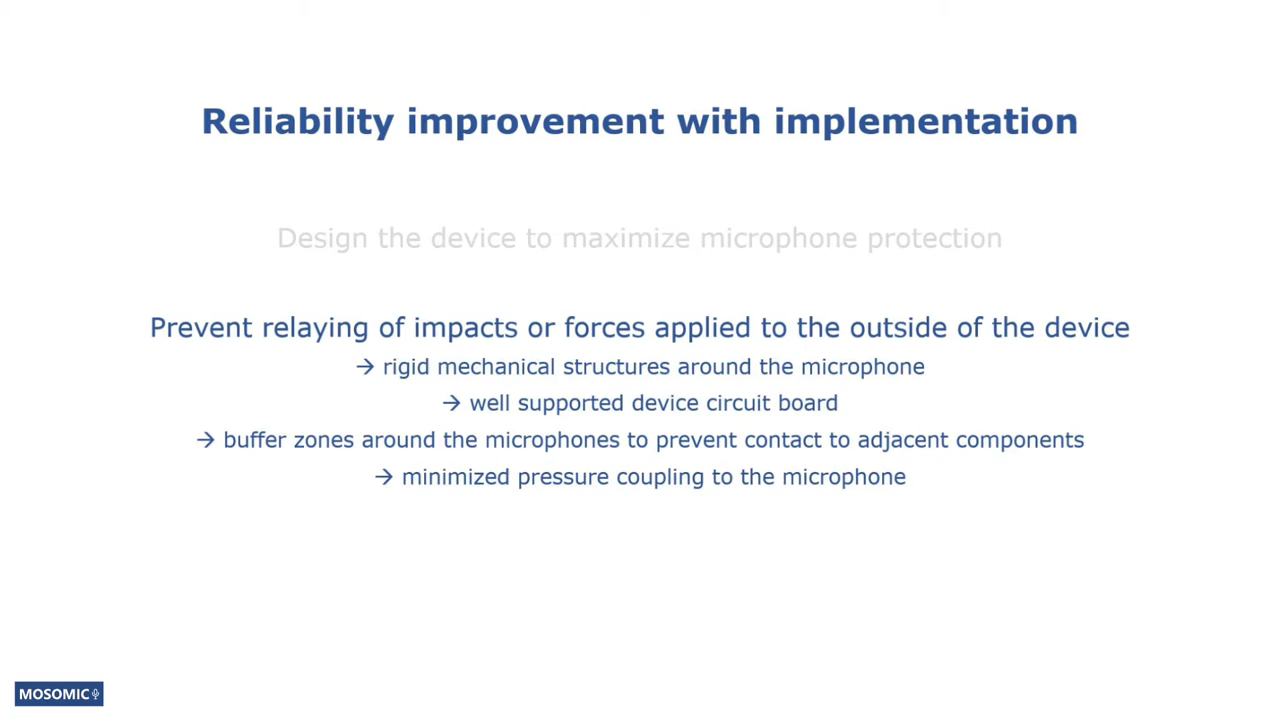 Reliability improvement with implementation
Design the device to maximize microphone protection
Prevent relaying of impacts or forces applied to the outside of the device
→ rigid mechanical structures around the microphone
→ well supported device circuit board
→ buffer zones around the microphones to prevent contact to adjacent components
→ minimized pressure coupling to the microphone
MOSOMIC